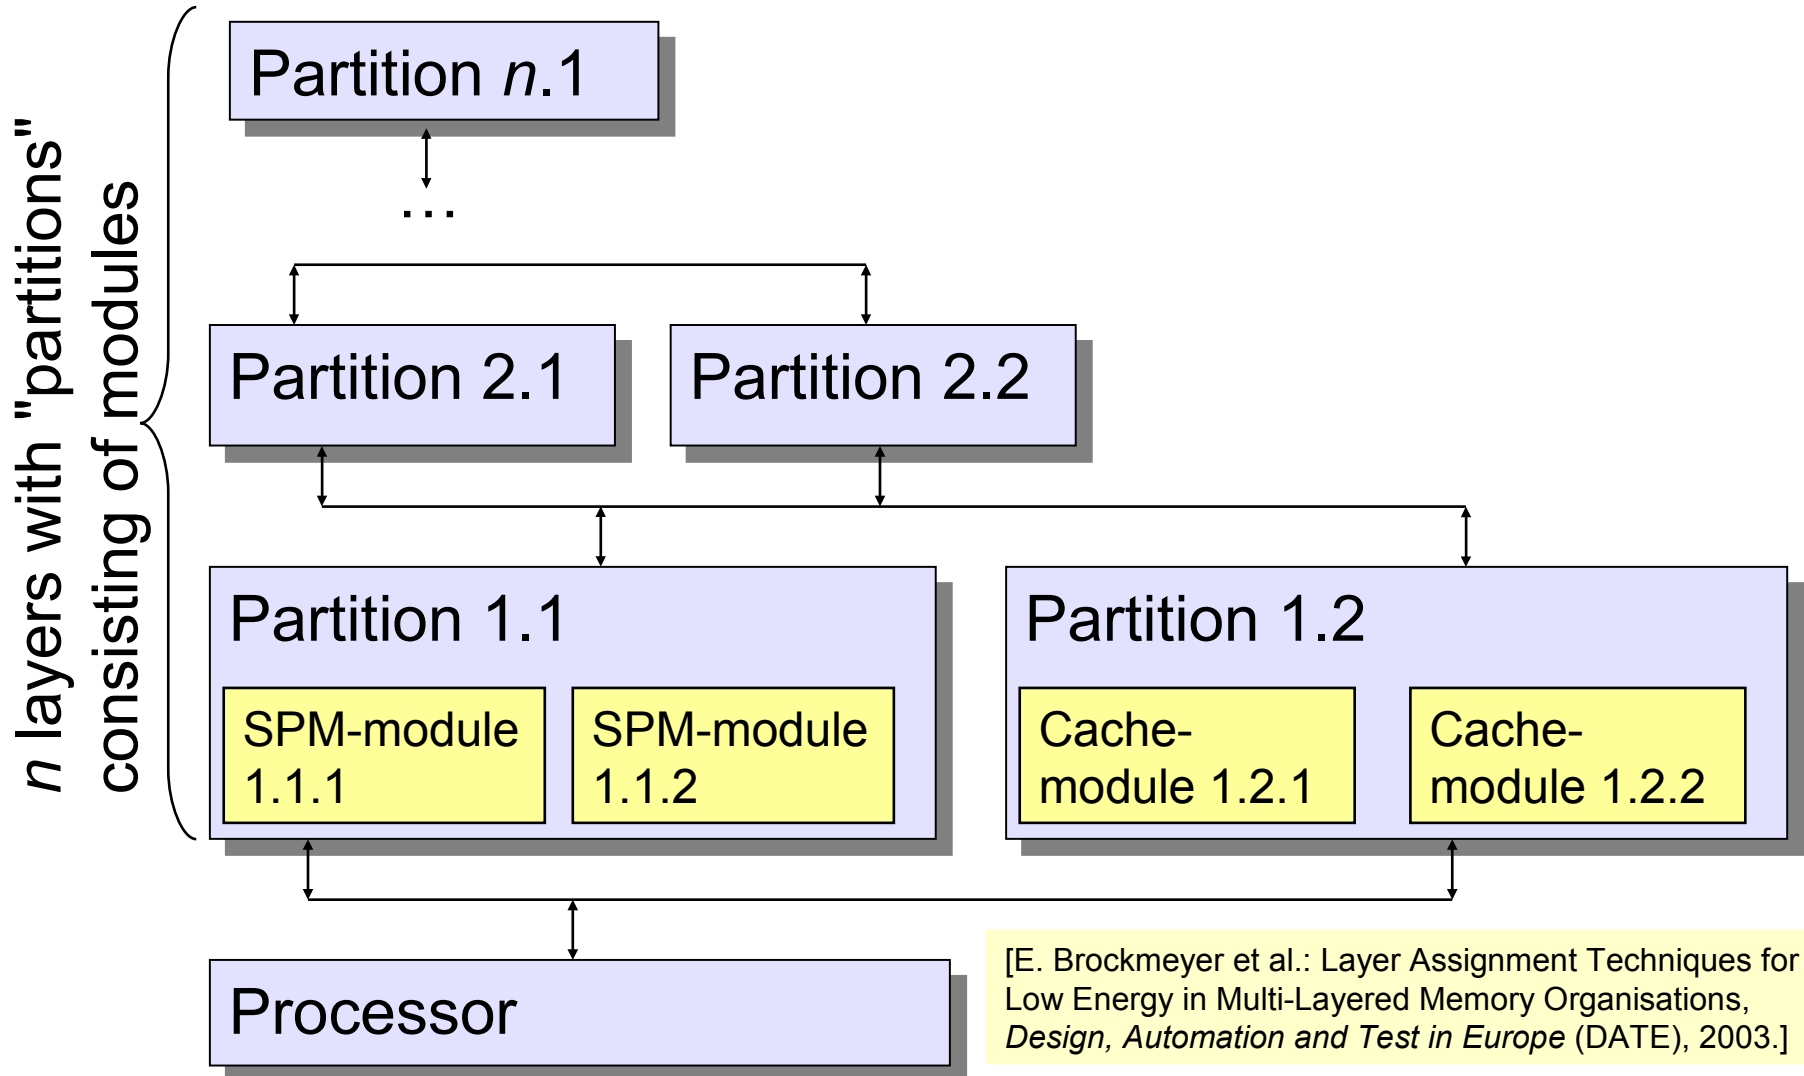 n layers with "partitions"
consisting of modules
Partition n.1
...
Partition 2.1
Partition 2.2
Partition 1.1
SPM-module
1.1.1
SPM-module
1.1.2
Partition 1.2
Cache-
module 1.2.1
Cache-
module 1.2.2
Processor
[E. Brockmeyer et al.: Layer Assignment Techniques for
Low Energy in Multi-Layered Memory Organisations,
Design, Automation and Test in Europe (DATE), 2003.]